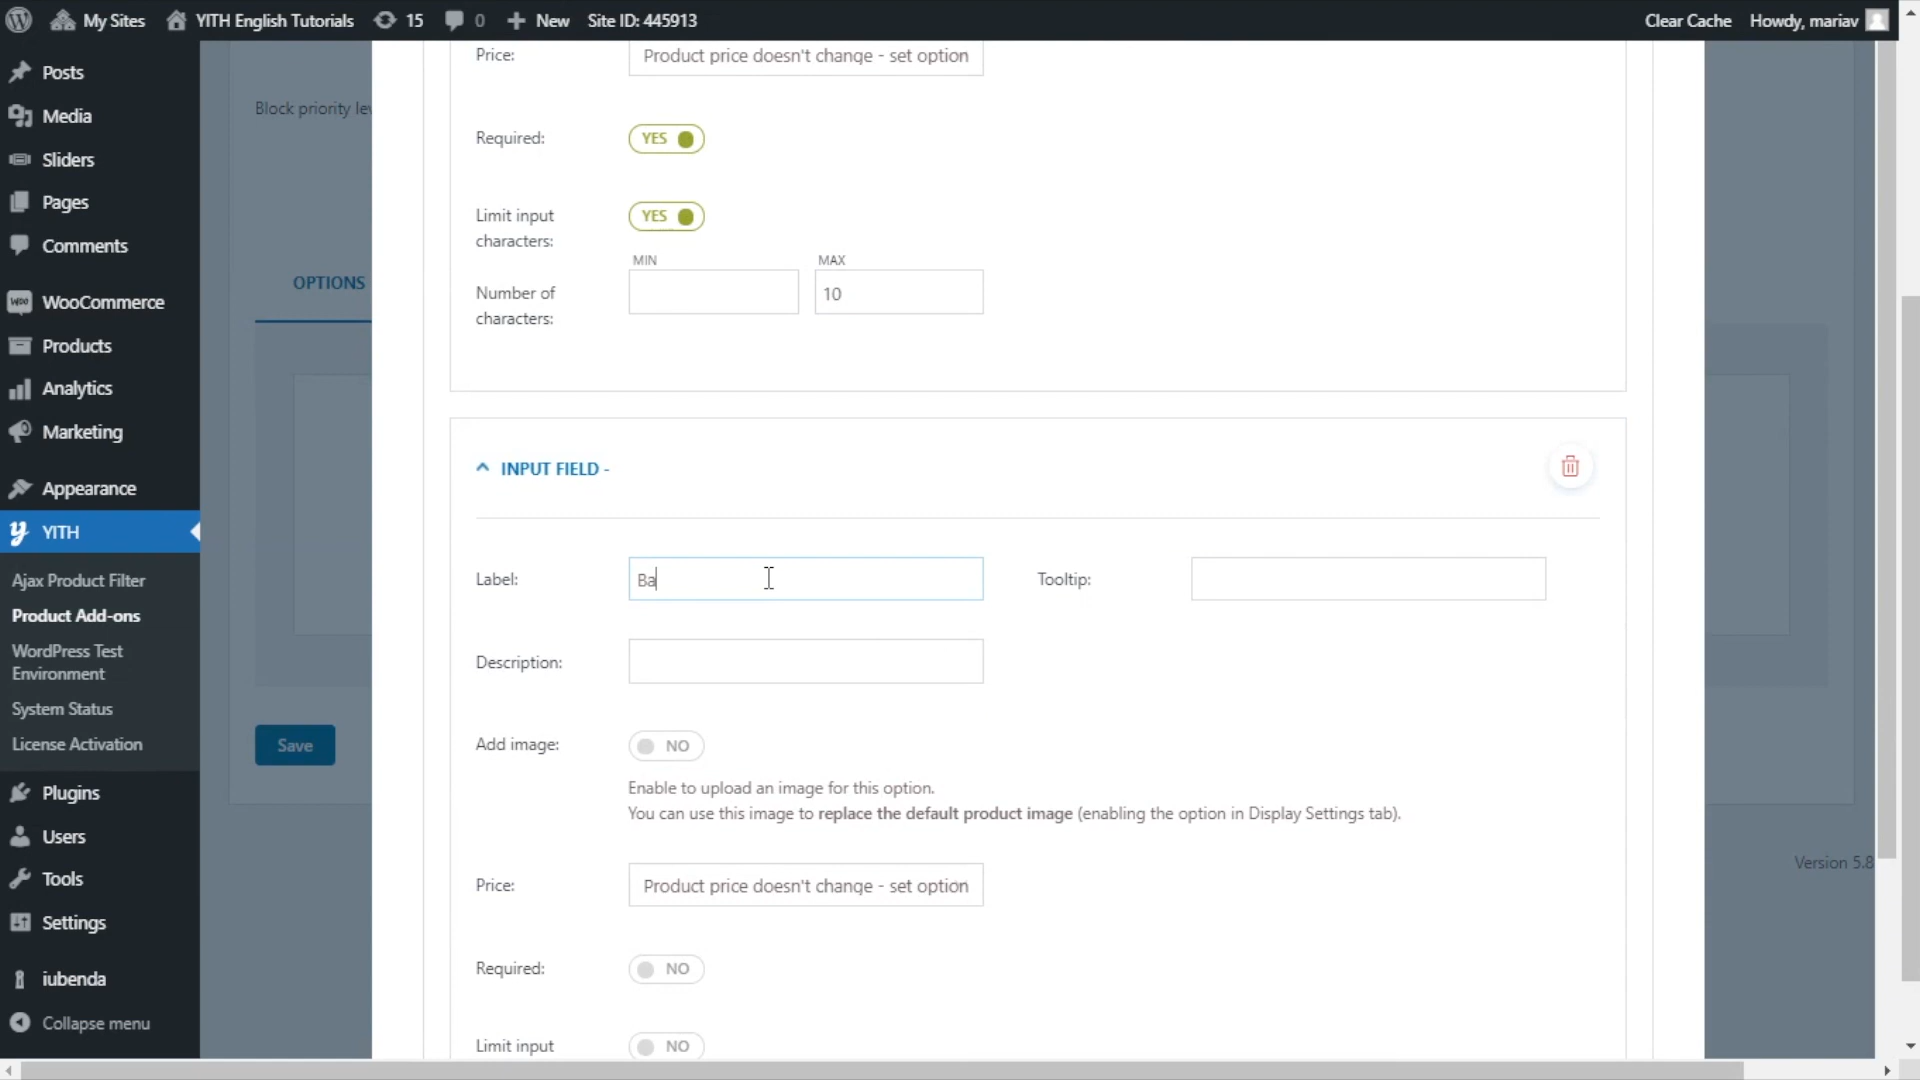 My Sites
YITH English Tutorials
15
0
New
Site ID: 445913
Clear Cache
Howdy, mariav
Posts
Media
Sliders
Pages
Comments
WooCommerce
Products
Analytics
Marketing
Appearance
YITH
Ajax Product Filter
Product Add-ons
WordPress Test
Environment
System Status
License Activation
Plugins
Users
Tools
Settings
iubenda
Collapse menu
Block priority lev
OPTIONS
Save
Price:
Product price doesn't change - set option
Required:
YES
Limit input
characters:
YES
MIN
MAX
Number of
characters:
10
INPUT FIELD -
Label:
Ba
Tooltip:
Description:
Add image:
NO
Enable to upload an image for this option.
You can use this image to replace the default product image (enabling the option in Display Settings tab).
Price:
Product price doesn't change - set option
Required:
NO
Limit input
NO
Version 5.8